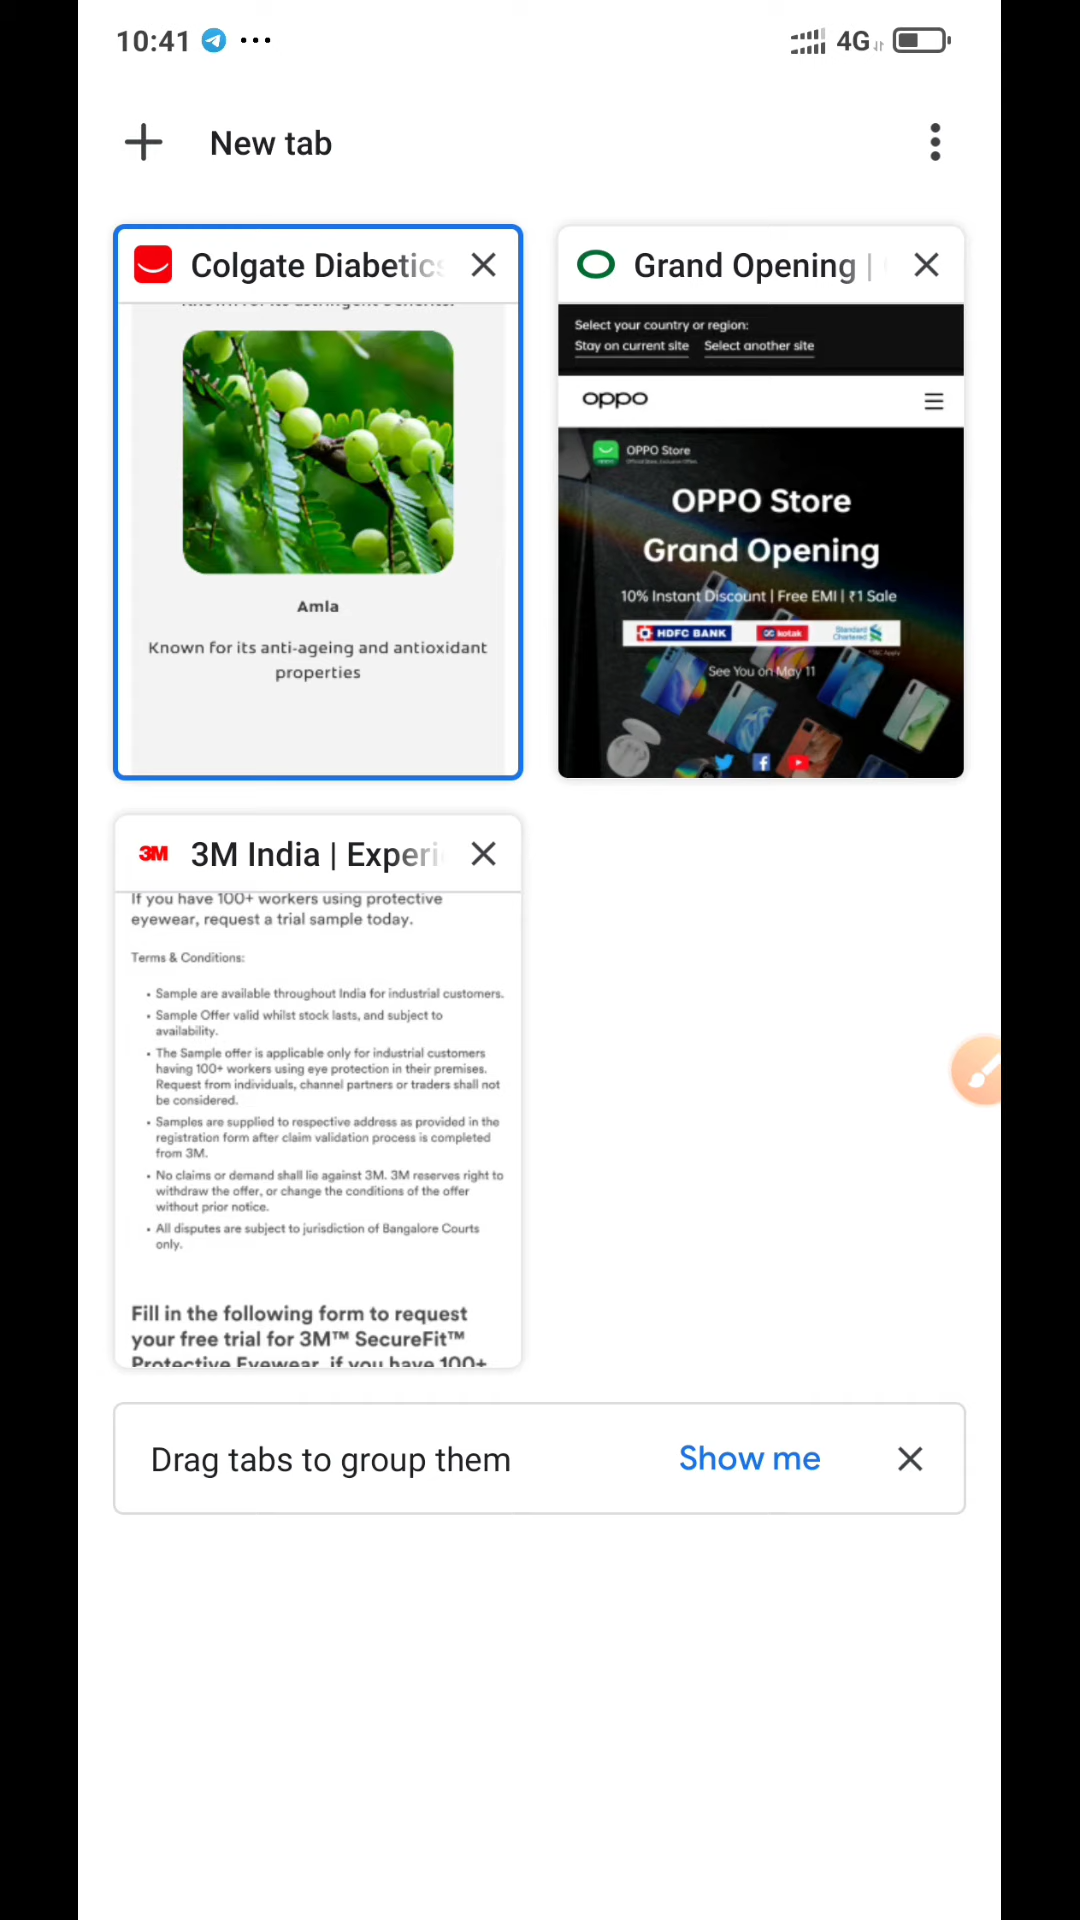 10:41
4G
New tab
Colgate Diabetic
Amla
Known for its anti-ageing and antioxidant
properties
Grand Opening |
Select your country or region:
Stay on current site Select another site
oppo
OPPO Store
OPPO Store
Grand Opening
10% Instant Discount | Free EMI | ₹1 Sale
HDFC BANK kotak Standard Chartered
See You on May 11
3M 3M India | Experi
If you have 100+ workers using protective
eyewear, request a trial sample today.
Terms & Conditions:
• Sample are available throughout India for industrial customers.
• Sample Offer valid whilst stock lasts, and subject to
availability.
• The Sample offer is applicable only for industrial customers
having 100+ workers using eye protection in their premises.
Request from individuals, channel partners or traders shall not
be considered.
• Samples are supplied to respective address as provided in the
registration form after claim validation process is completed
from 3M.
• No claims or demand shall lie against 3M. 3M reserves right to
withdraw the offer, or change the conditions of the offer
without prior notice.
• All disputes are subject to jurisdiction of Bangalore Courts
only.
Fill in the following form to request
your free trial for 3M™ SecureFit™
Protective Eyewear, if you have 100+
Drag tabs to group them Show me